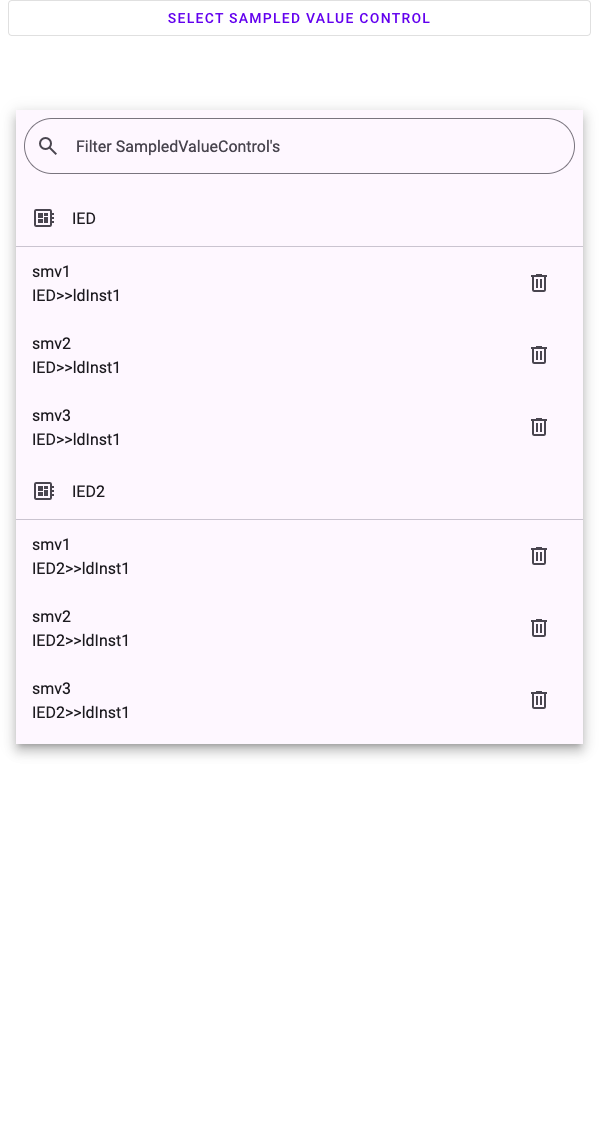 SELECT SAMPLED VALUE CONTROL
Filter SampledValueControl's
IED
smv1
IED>>ldInst1
smv2
IED>>ldInst1
smv3
IED>>ldInst1
IED2
smv1
IED2>>ldInst1
smv2
IED2>>ldInst1
smv3
IED2>>ldInst1